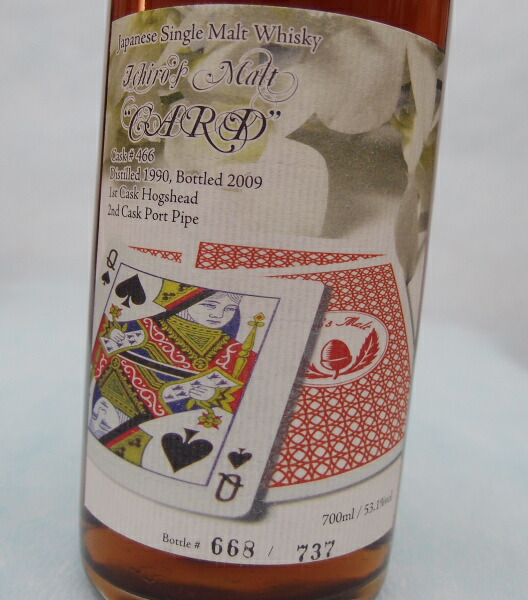 Japanese Single Malt Whisky
Ichiro's Malt
"CARD"
Cask# 466
Distilled 1990, Bottled 2009
1st Cask Hogshead
2nd Cask Port Pipe
Q
's Malt
Q
700ml / 53.1%vol
Bottle # 668 / 737